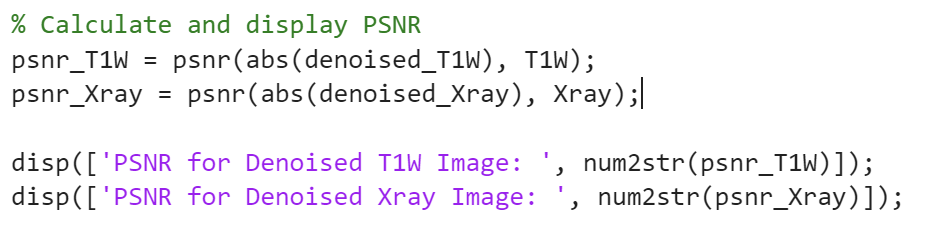 % Calculate and display PSNR
psnr_T1W = psnr(abs(denoised_T1W), T1W);
psnr_Xray = psnr(abs(denoised_Xray), Xray);
disp(['PSNR for Denoised T1W Image: ', num2str(psnr_T1W)]);
disp(['PSNR for Denoised Xray Image: ', num2str(psnr_Xray)]);